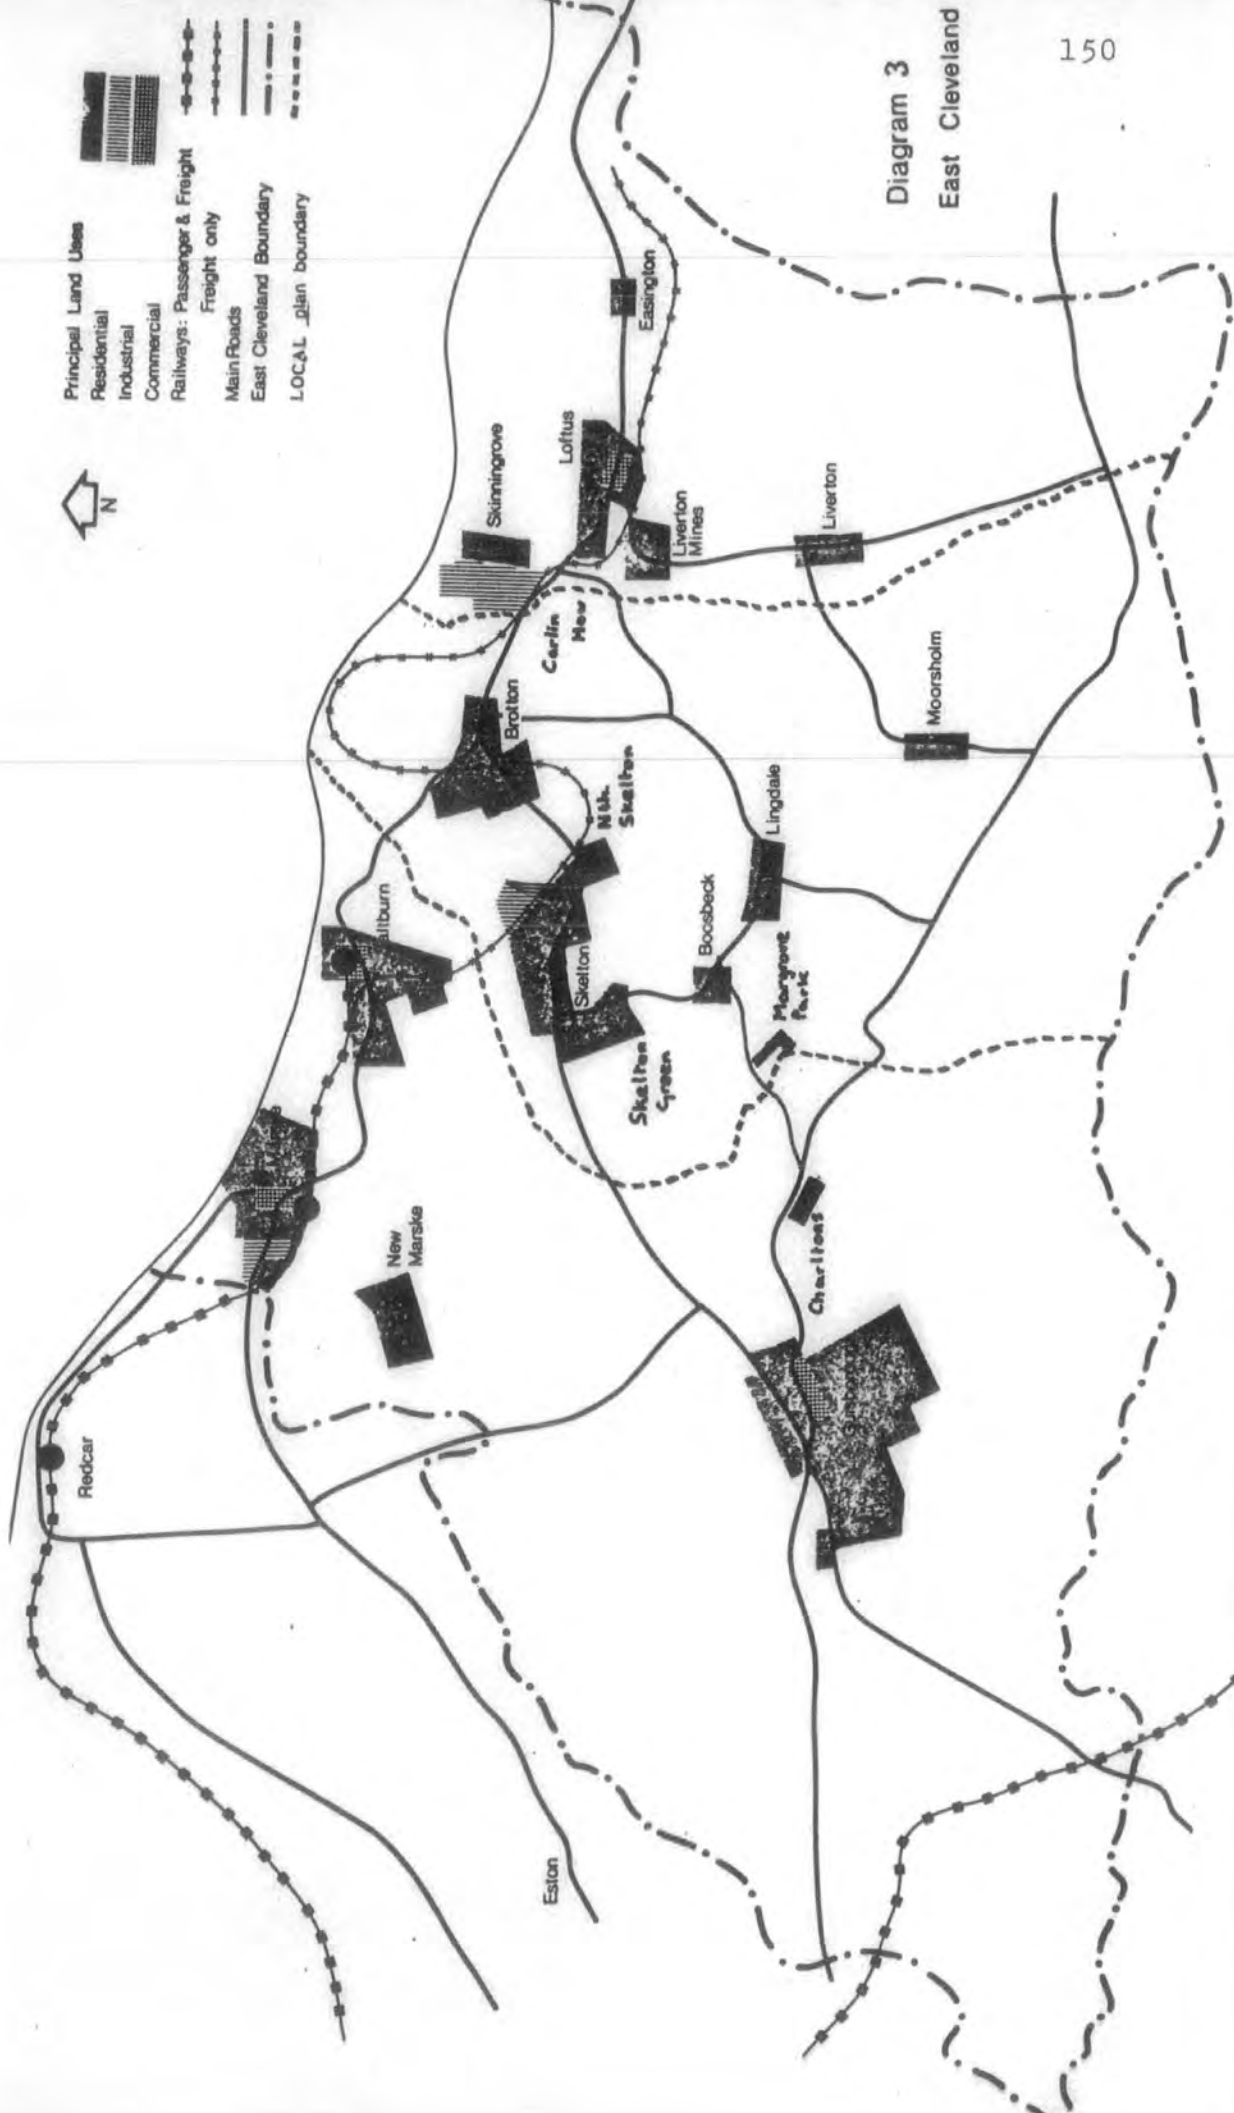 150
Diagram 3
East Cleveland
Principal Land Uses
Residential
Industrial
Commercial
Railways: Passenger & Freight
Freight only
Main Roads
East Cleveland Boundary
LOCAL plan boundary
N
Redcar
New
Marske
altburn
Eston
Skelton
Skelton
Green
Nth.
Skelton
Brotton
Carlin
How
Skinningrove
Loftus
Liverton
Mines
Easington
Liverton
Moorsholm
Lingdale
Boosbeck
Margrove
Park
Charltons